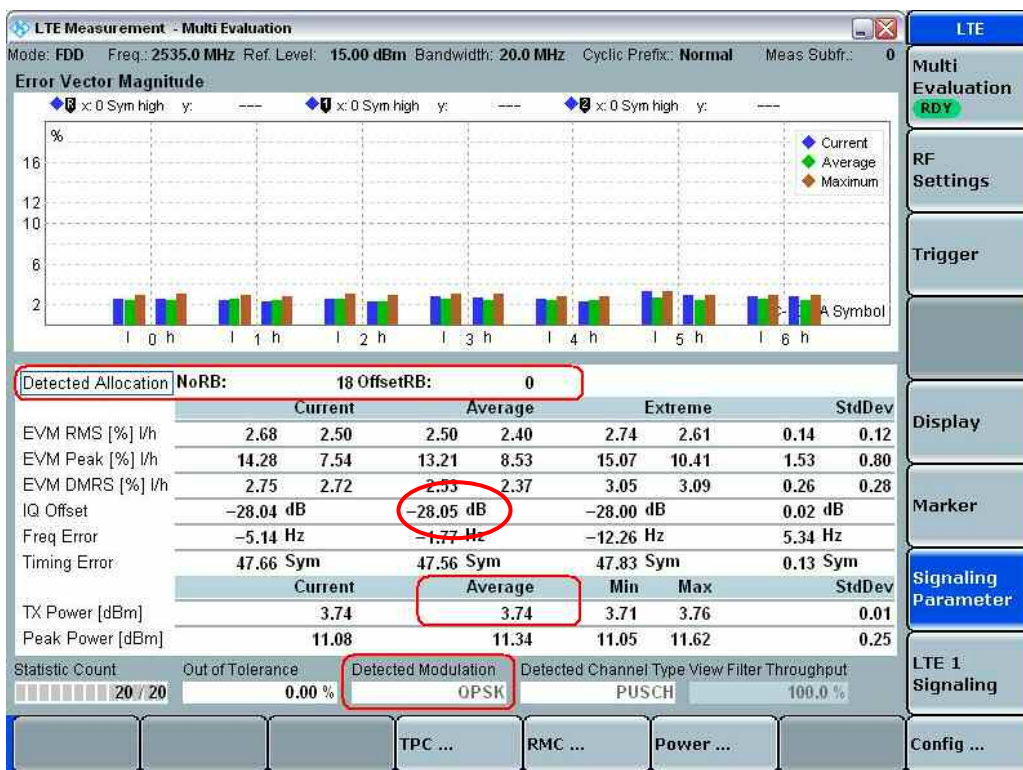 LTE Measurement - Multi Evaluation
LTE
Mode: FDD Freq.: 2535.0 MHz Ref. Level: 15.00 dBm Bandwidth: 20.0 MHz Cyclic Prefix.: Normal Meas Subfr.: 0
Multi
Evaluation
RDY
Error Vector Magnitude
R x: 0 Sym high y: --- 1 x: 0 Sym high y: --- 2 x: 0 Sym high y: ---
%
Current
Average
Maximum
16
12
10
6
2
A Symbol
l 0 h l 1 h l 2 h l 3 h l 4 h l 5 h l 6 h
RF
Settings
Trigger
Detected Allocation NoRB: 18 OffsetRB: 0
Current Average Extreme StdDev
EVM RMS [%] l/h 2.68 2.50 2.50 2.40 2.74 2.61 0.14 0.12
EVM Peak [%] l/h 14.28 7.54 13.21 8.53 15.07 10.41 1.53 0.80
EVM DMRS [%] l/h 2.75 2.72 2.53 2.37 3.05 3.09 0.26 0.28
IQ Offset -28.04 dB -28.05 dB -28.00 dB 0.02 dB
Freq Error -5.14 Hz -1.77 Hz -12.26 Hz 5.34 Hz
Timing Error 47.66 Sym 47.56 Sym 47.83 Sym 0.13 Sym
Current Average Min Max StdDev
TX Power [dBm] 3.74 3.74 3.71 3.76 0.01
Peak Power [dBm] 11.08 11.34 11.05 11.62 0.25
Statistic Count Out of Tolerance Detected Modulation Detected Channel Type View Filter Throughput
20 / 20 0.00 % QPSK PUSCH 100.0 %
Display
Marker
Signaling
Parameter
LTE 1
Signaling
TPC ... RMC ... Power ... Config ...